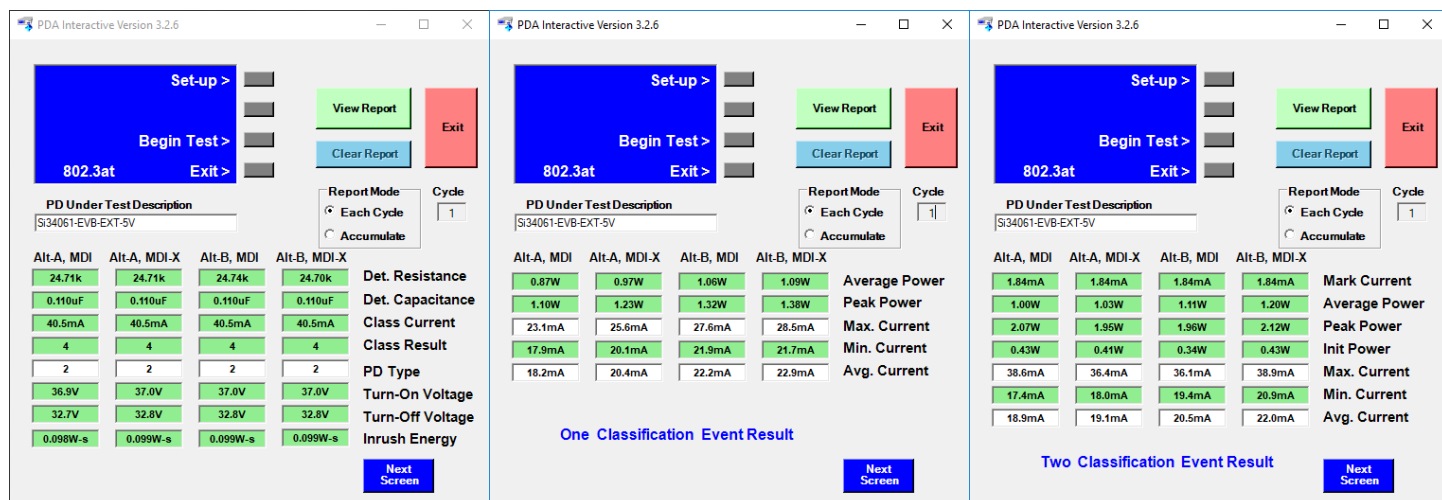 PDA Interactive Version 3.2.6
Set-up >
Begin Test >
802.3at Exit >
View Report
Clear Report
Exit
Report Mode
Each Cycle
Accumulate
Cycle
1
PD Under Test Description
Si34061-EVB-EXT-5V
Alt-A, MDI Alt-A, MDI-X Alt-B, MDI Alt-B, MDI-X
24.71k 24.71k 24.74k 24.70k Det. Resistance
0.110uF 0.110uF 0.110uF 0.110uF Det. Capacitance
40.5mA 40.5mA 40.5mA 40.5mA Class Current
4 4 4 4 Class Result
2 2 2 2 PD Type
36.9V 37.0V 37.0V 37.0V Turn-On Voltage
32.7V 32.8V 32.8V 32.8V Turn-Off Voltage
0.098W-s 0.099W-s 0.099W-s 0.099W-s Inrush Energy
Next
Screen
PDA Interactive Version 3.2.6
Set-up >
Begin Test >
802.3at Exit >
View Report
Clear Report
Exit
Report Mode
Each Cycle
Accumulate
Cycle
1
PD Under Test Description
Si34061-EVB-EXT-5V
Alt-A, MDI Alt-A, MDI-X Alt-B, MDI Alt-B, MDI-X
0.87W 0.97W 1.06W 1.09W Average Power
1.10W 1.23W 1.32W 1.38W Peak Power
23.1mA 25.6mA 27.6mA 28.5mA Max. Current
17.9mA 20.1mA 21.9mA 21.7mA Min. Current
18.2mA 20.4mA 22.2mA 22.9mA Avg. Current
One Classification Event Result
Next
Screen
PDA Interactive Version 3.2.6
Set-up >
Begin Test >
802.3at Exit >
View Report
Clear Report
Exit
Report Mode
Each Cycle
Accumulate
Cycle
1
PD Under Test Description
Si34061-EVB-EXT-5V
Alt-A, MDI Alt-A, MDI-X Alt-B, MDI Alt-B, MDI-X
1.84mA 1.84mA 1.84mA 1.84mA Mark Current
1.00W 1.03W 1.11W 1.20W Average Power
2.07W 1.95W 1.96W 2.12W Peak Power
0.43W 0.41W 0.34W 0.43W Init Power
38.6mA 36.4mA 36.1mA 38.9mA Max. Current
17.4mA 18.0mA 19.4mA 20.9mA Min. Current
18.9mA 19.1mA 20.5mA 22.0mA Avg. Current
Two Classification Event Result
Next
Screen